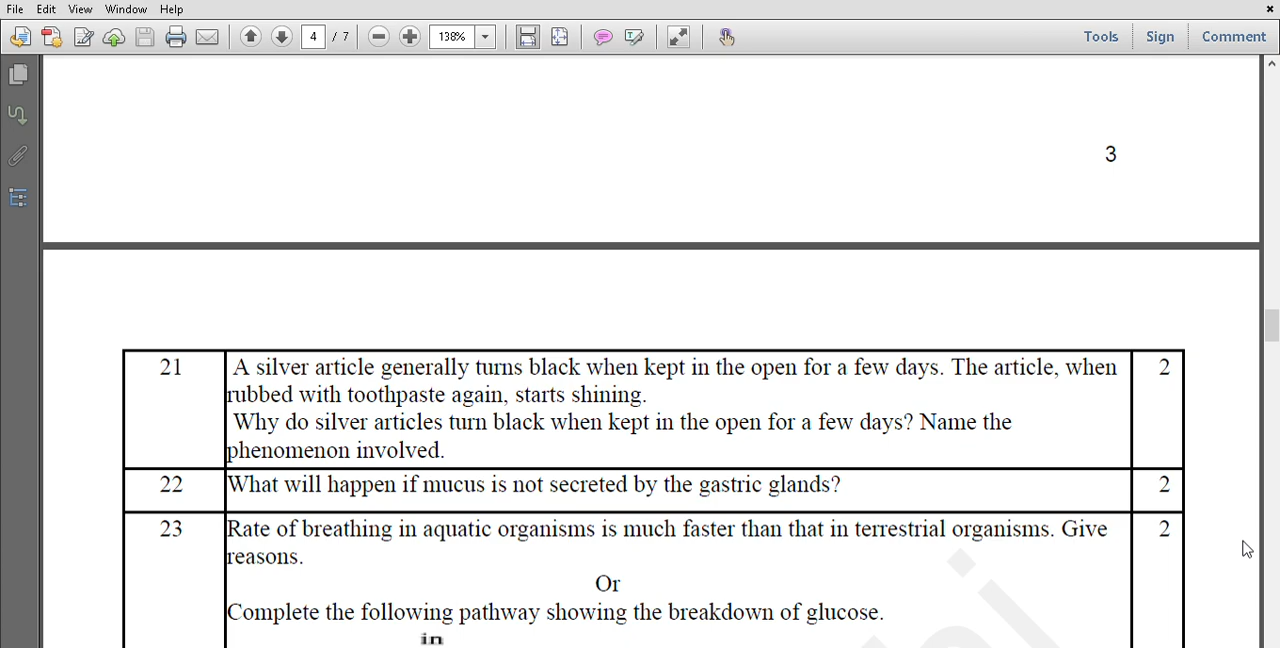 File Edit View Window Help
4 / 7 138% Tools Sign Comment
3
21 A silver article generally turns black when kept in the open for a few days. The article, when 2
rubbed with toothpaste again, starts shining.
Why do silver articles turn black when kept in the open for a few days? Name the
phenomenon involved.
22 What will happen if mucus is not secreted by the gastric glands? 2
23 Rate of breathing in aquatic organisms is much faster than that in terrestrial organisms. Give 2
reasons.
Or
Complete the following pathway showing the breakdown of glucose.
in